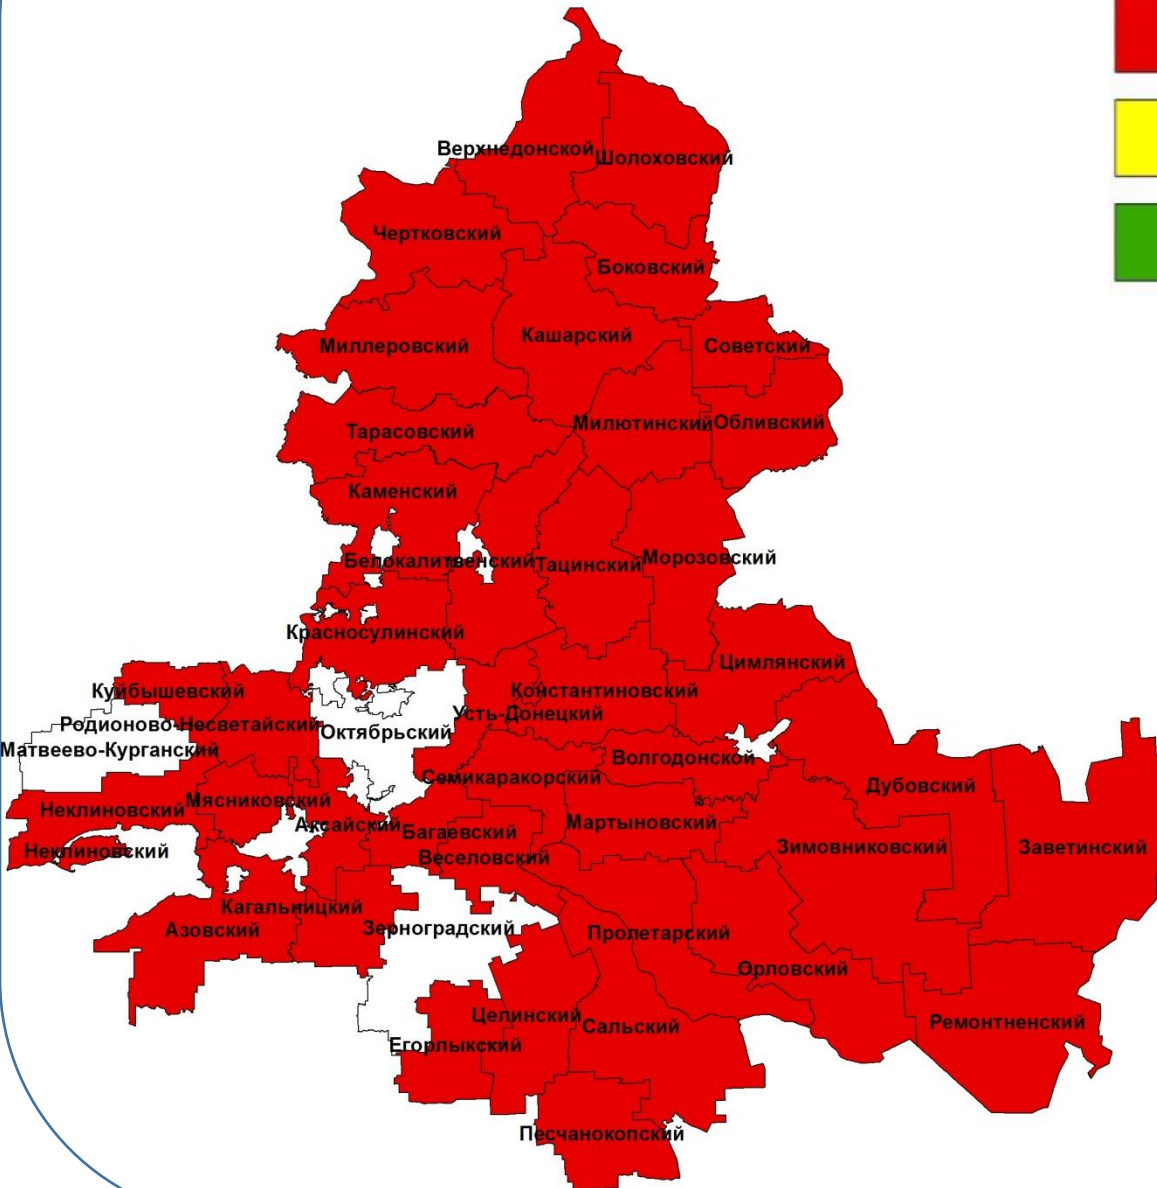 Верхнедонской
Шолоховский
Чертковский
Боковский
Кашарский
Миллеровский
Советский
Милютинский
Обливский
Тарасовский
Каменский
Белокалитвенский
Тацинский
Морозовский
Красносулинский
Цимлянский
Куйбышевский
Константиновский
Усть-Донецкий
Родионово-Несветайский
Октябрьский
Матвеево-Курганский
Волгодонской
Семикаракорский
Дубовский
Мясниковский
Неклиновский
Аксайский
Багаевский
Мартыновский
Зимовниковский
Заветинский
Неклиновский
Веселовский
Кагальницкий
Азовский
Зерноградский
Пролетарский
Орловский
Целинский
Сальский
Ремонтненский
Егорлыкский
Песчанокопский